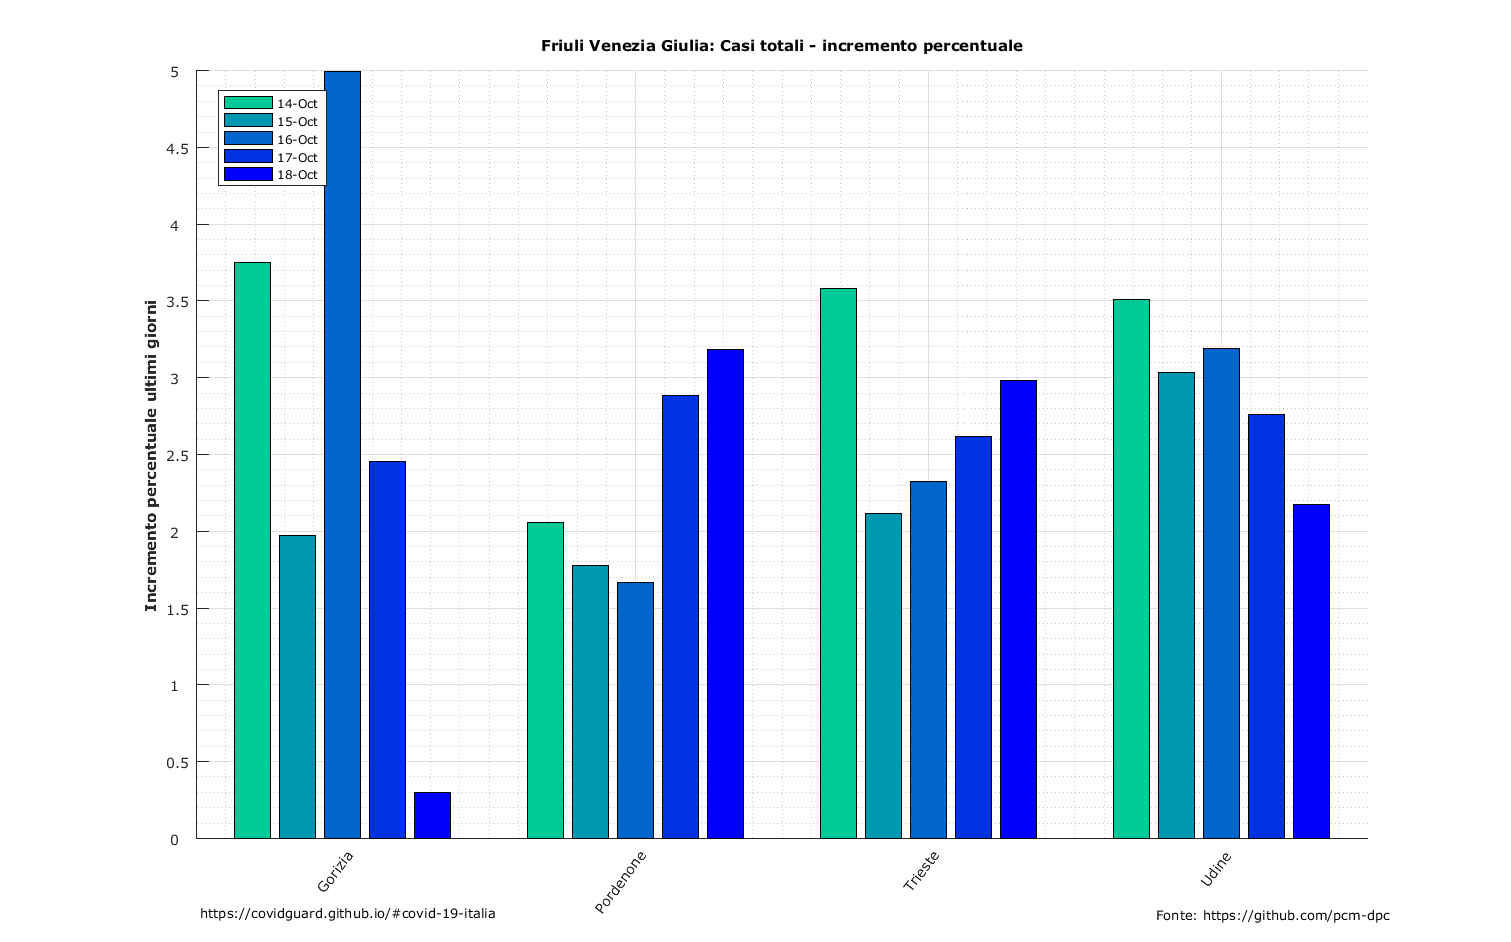 Friuli Venezia Giulia: Casi totali - incremento percentuale
Incremento percentuale ultimi giorni
5
4.5
4
3.5
3
2.5
2
1.5
1
0.5
0
14-Oct
15-Oct
16-Oct
17-Oct
18-Oct
Gorizia
Pordenone
Trieste
Udine
https://covidguard.github.io/#covid-19-italia
Fonte: https://github.com/pcm-dpc